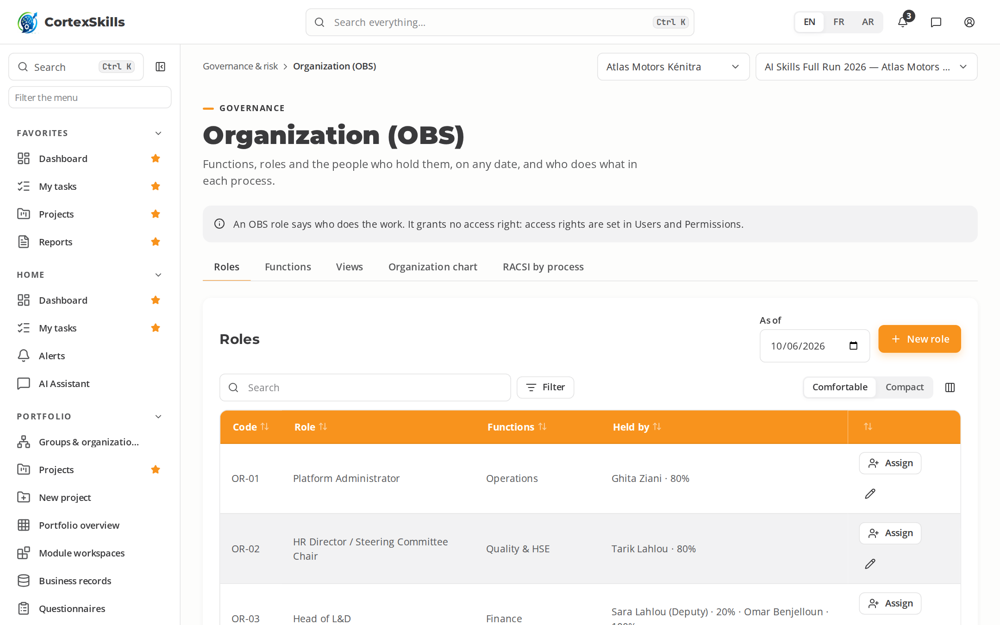 CortexSkills
Search everything...
Ctrl K
EN
FR
AR
3
Search
Ctrl K
Filter the menu
FAVORITES
Dashboard
My tasks
Projects
Reports
HOME
Dashboard
My tasks
Alerts
AI Assistant
PORTFOLIO
Groups & organizatio...
Projects
New project
Portfolio overview
Module workspaces
Business records
Questionnaires
Governance & risk > Organization (OBS)
Atlas Motors Kénitra
AI Skills Full Run 2026 — Atlas Motors ...
GOVERNANCE
Organization (OBS)
Functions, roles and the people who hold them, on any date, and who does what in
each process.
An OBS role says who does the work. It grants no access right: access rights are set in Users and Permissions.
Roles
Functions
Views
Organization chart
RACSI by process
Roles
As of
10/06/2026
+ New role
Search
Filter
Comfortable
Compact
Code
Role
Functions
Held by
OR-01
Platform Administrator
Operations
Ghita Ziani · 80%
Assign
OR-02
HR Director / Steering Committee
Chair
Quality & HSE
Tarik Lahlou · 80%
Assign
OR-03
Head of L&D
Finance
Sara Lahlou (Deputy) · 20% · Omar Benjelloun ·
100%
Assign